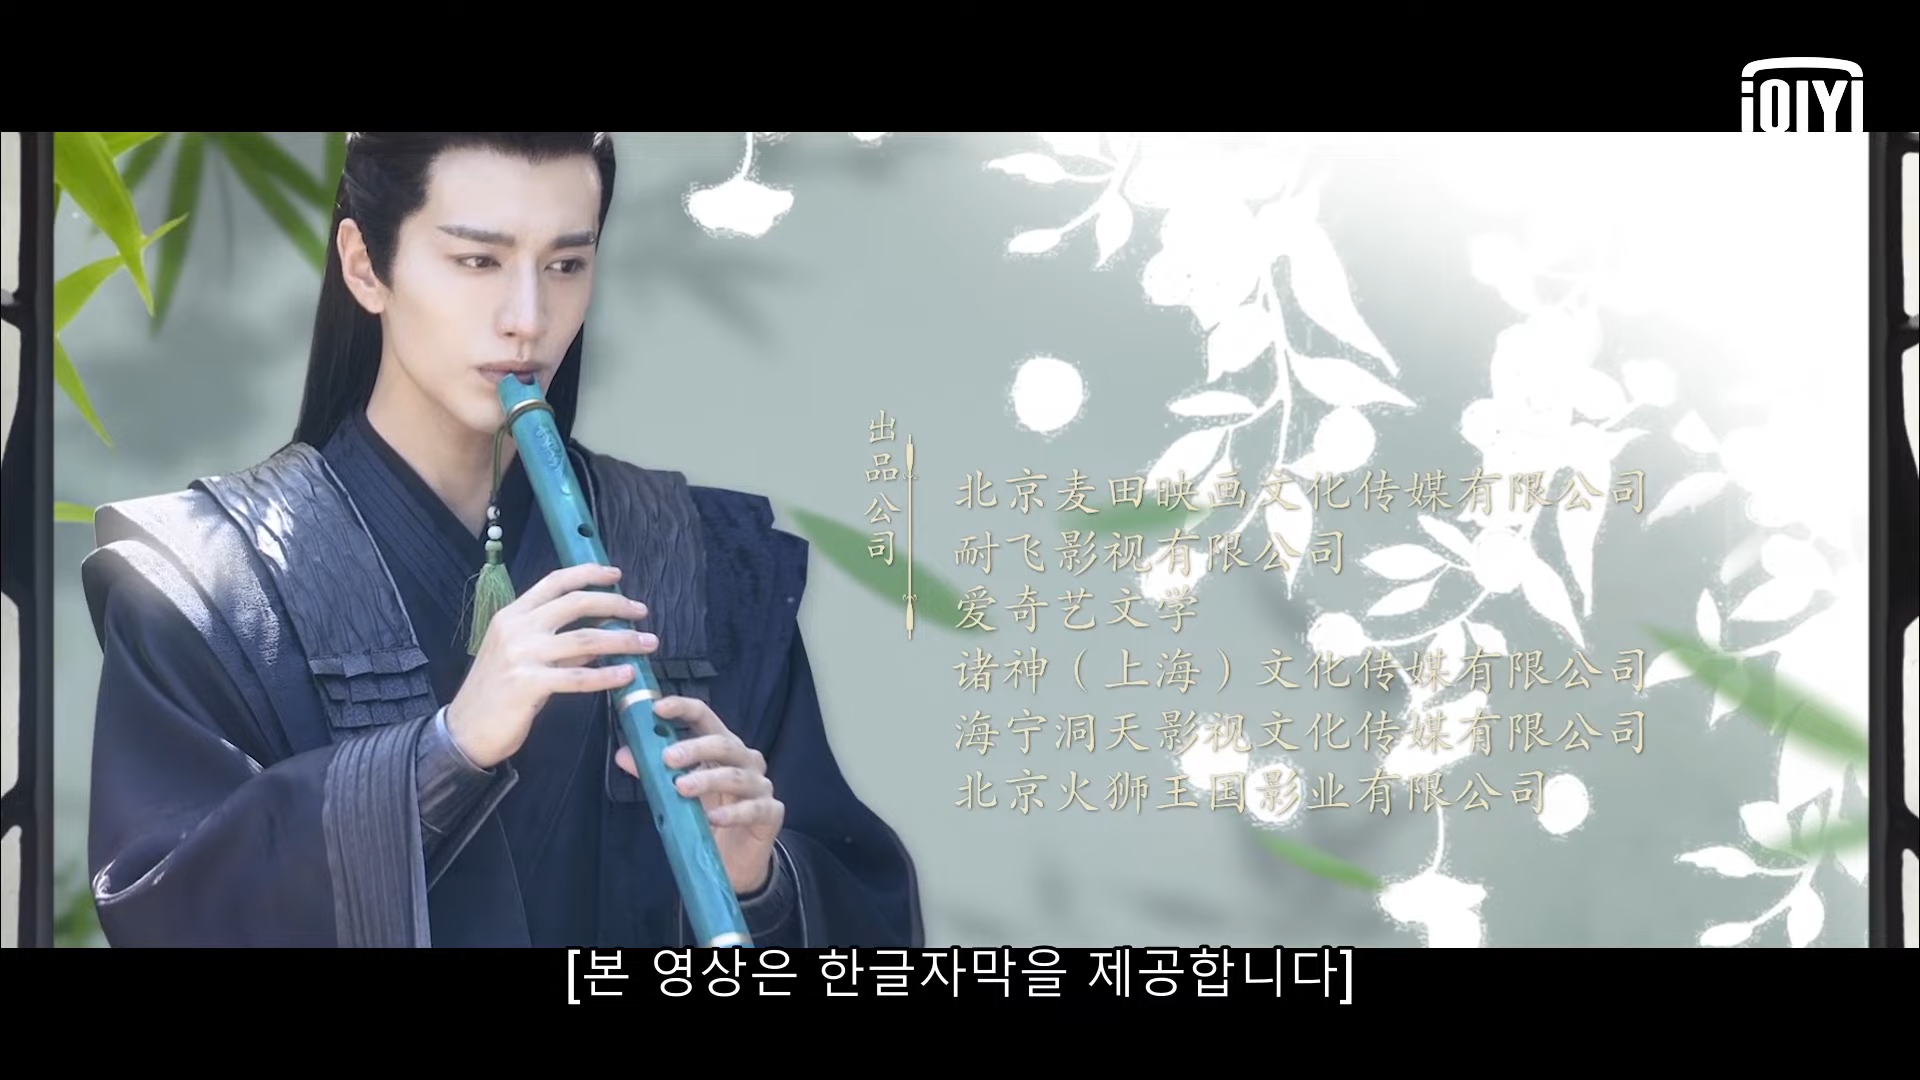 iQIYI
出品公司
北京麦田映画文化传媒有限公司
耐飞影视有限公司
爱奇艺文学
诸神（上海）文化传媒有限公司
海宁洞天影视文化传媒有限公司
北京火狮王国影业有限公司
[본 영상은 한글자막을 제공합니다]